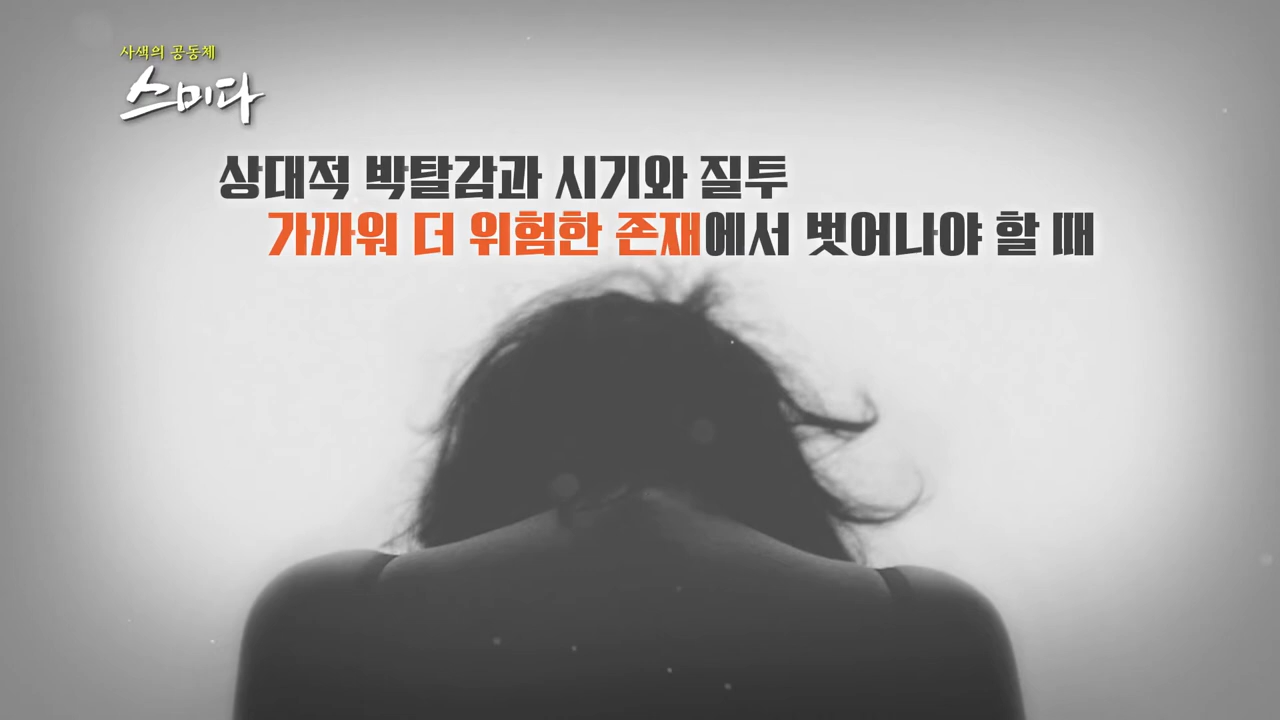 사색의 공동체
스미다
상대적 박탈감과 시기와 질투
가까워 더 위험한 존재에서 벗어나야 할 때